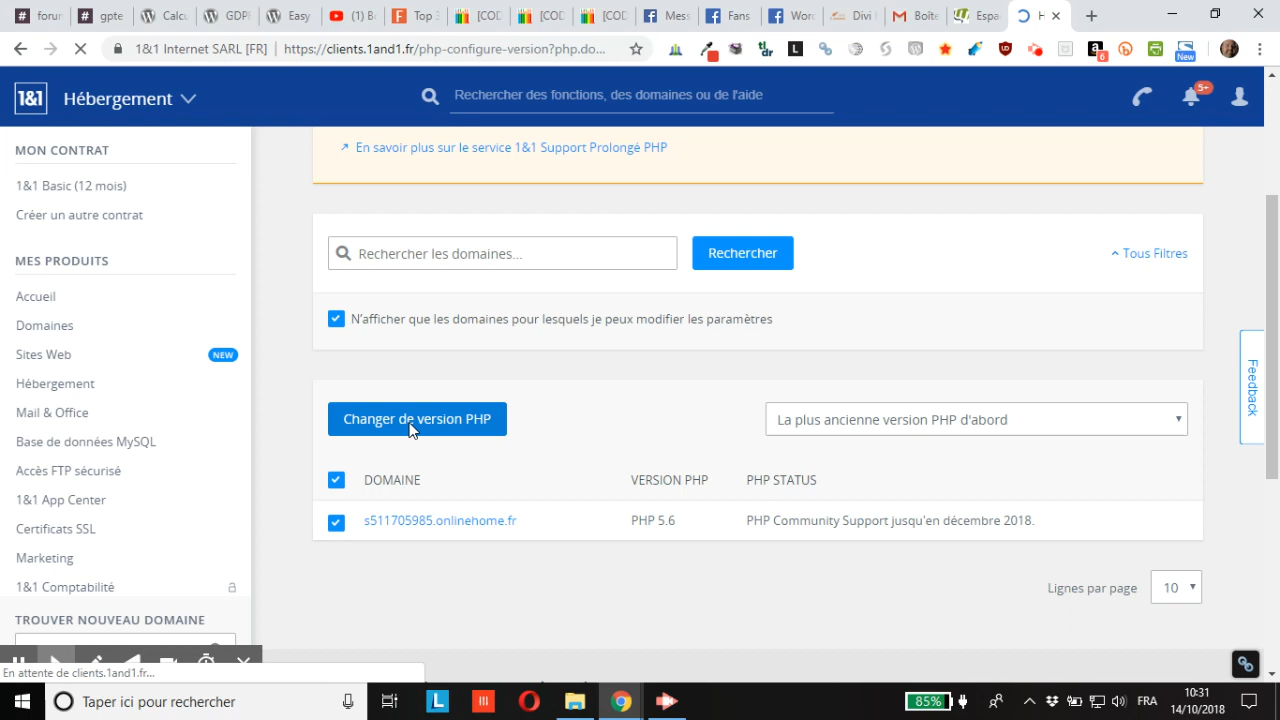 forun
gpte
Calcu
GDPI
Easy
(1) B
Top 3
[COD
[COD
[COD
Mess
Fans
Wor
Divi
Boîte
Espa
H
1&1 Internet SARL [FR]
https://clients.1and1.fr/php-configure-version?php.do...
6
New
1&1
Hébergement
Rechercher des fonctions, des domaines ou de l'aide
5+
MON CONTRAT
1&1 Basic (12 mois)
Créer un autre contrat
MES PRODUITS
Accueil
Domaines
Sites Web
NEW
Hébergement
Mail & Office
Base de données MySQL
Accès FTP sécurisé
1&1 App Center
Certificats SSL
Marketing
1&1 Comptabilité
TROUVER NOUVEAU DOMAINE
En savoir plus sur le service 1&1 Support Prolongé PHP
Rechercher les domaines...
Rechercher
Tous Filtres
N'afficher que les domaines pour lesquels je peux modifier les paramètres
Feedback
Changer de version PHP
La plus ancienne version PHP d'abord
DOMAINE
VERSION PHP
PHP STATUS
s511705985.onlinehome.fr
PHP 5.6
PHP Community Support jusqu'en décembre 2018.
Lignes par page
10
En attente de clients.1and1.fr...
Taper ici pour rechercher
85%
FRA
10:31
14/10/2018